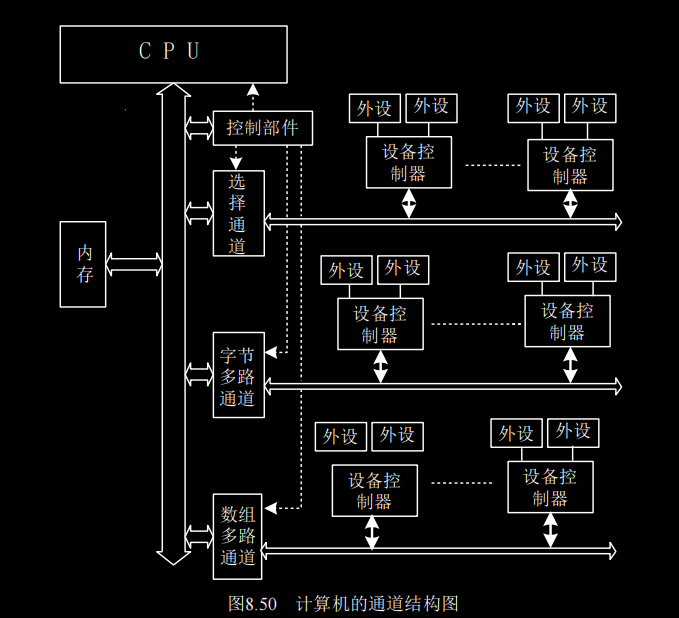 CPU
控制部件
外设 外设 外设 外设
设备控
制器
设备控
制器
选
择
通
道
内
存
外设 外设 外设 外设
设备控
制器
设备控
制器
字节
多路
通道
外设 外设 外设 外设
设备控
制器
设备控
制器
数组
多路
通道
图8.50 计算机的通道结构图